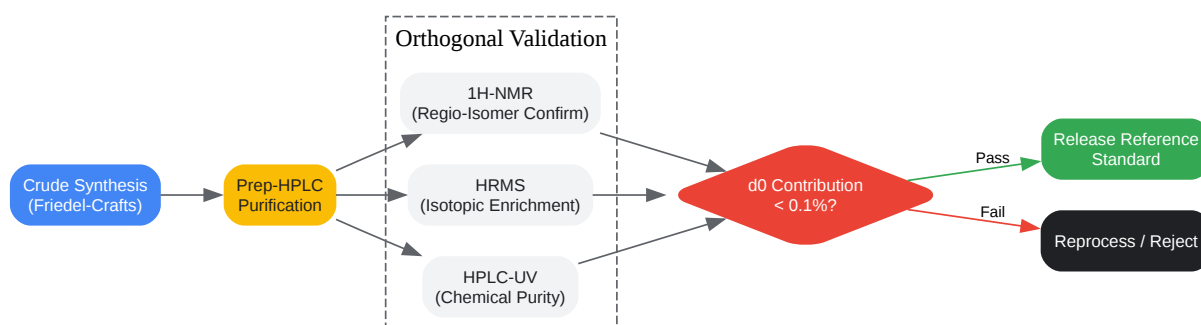 Orthogonal Validation
Crude Synthesis
(Friedel-Crafts)
Prep-HPLC
Purification
1H-NMR
(Regio-Isomer Confirm)
HRMS
(Isotopic Enrichment)
HPLC-UV
(Chemical Purity)
d0 Contribution
< 0.1%?
Pass
Fail
Release Reference
Standard
Reprocess / Reject